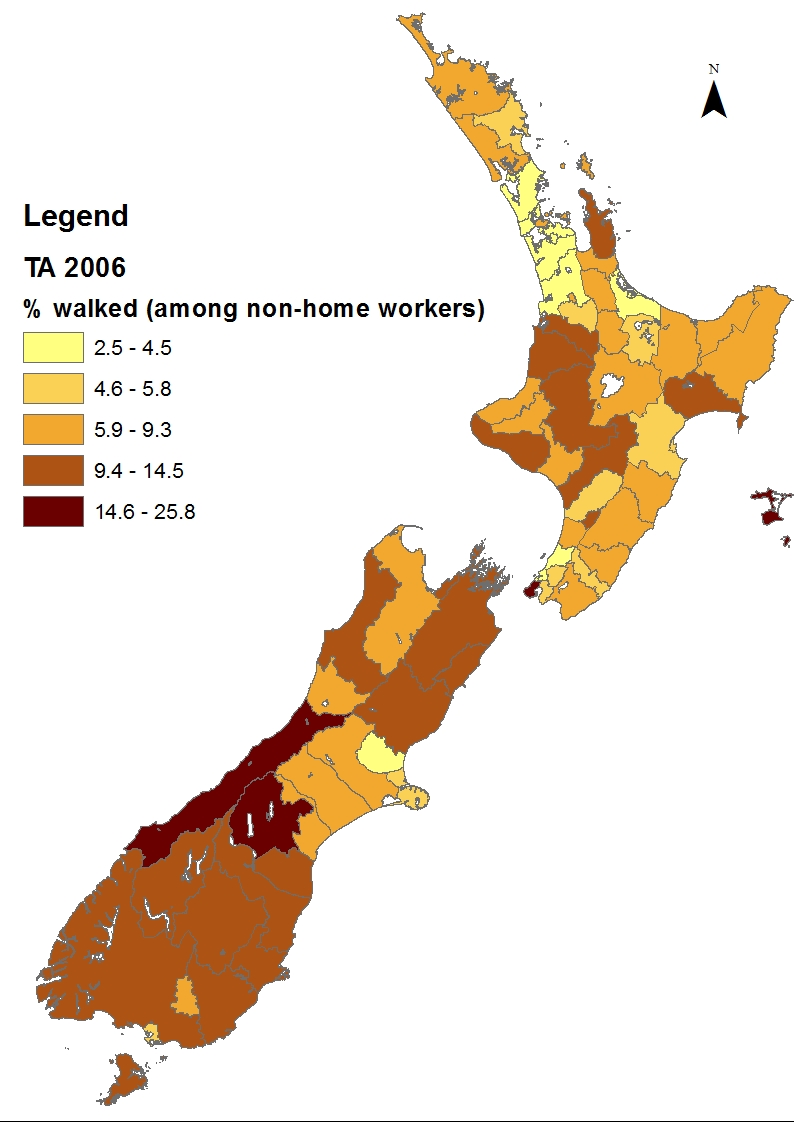 N
Legend
TA 2006
% walked (among non-home workers)
2.5 - 4.5
4.6 - 5.8
5.9 - 9.3
9.4 - 14.5
14.6 - 25.8